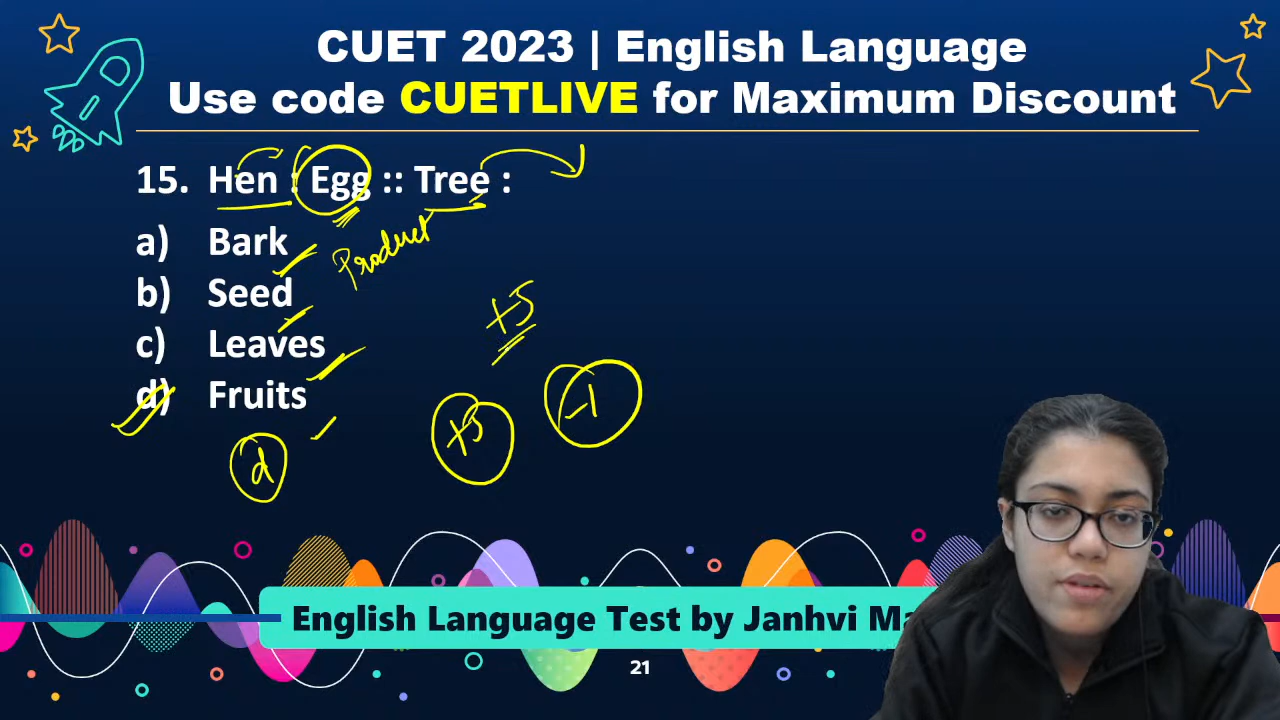 CUET 2023 | English Language
Use code CUETLIVE for Maximum Discount
15. Hen : Egg :: Tree :
a) Bark
Product
b) Seed
+5
c) Leaves
d) Fruits
+5
-1
d
English Language Test by Janhvi Ma
21